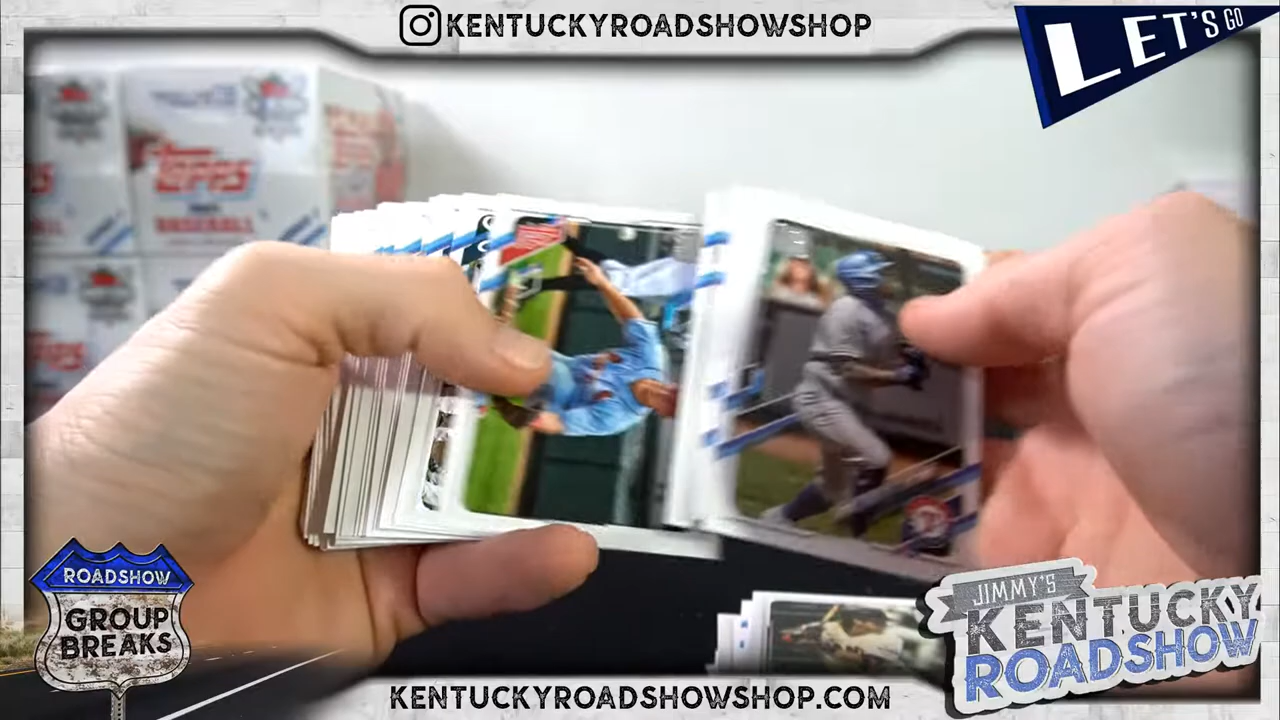 KENTUCKYROADSHOWSHOP
LET'S GO
TOPPS
BASEBALL
ROADSHOW
GROUP
BREAKS
JIMMY'S
KENTUCKY
ROADSHOW
KENTUCKYROADSHOWSHOP.COM